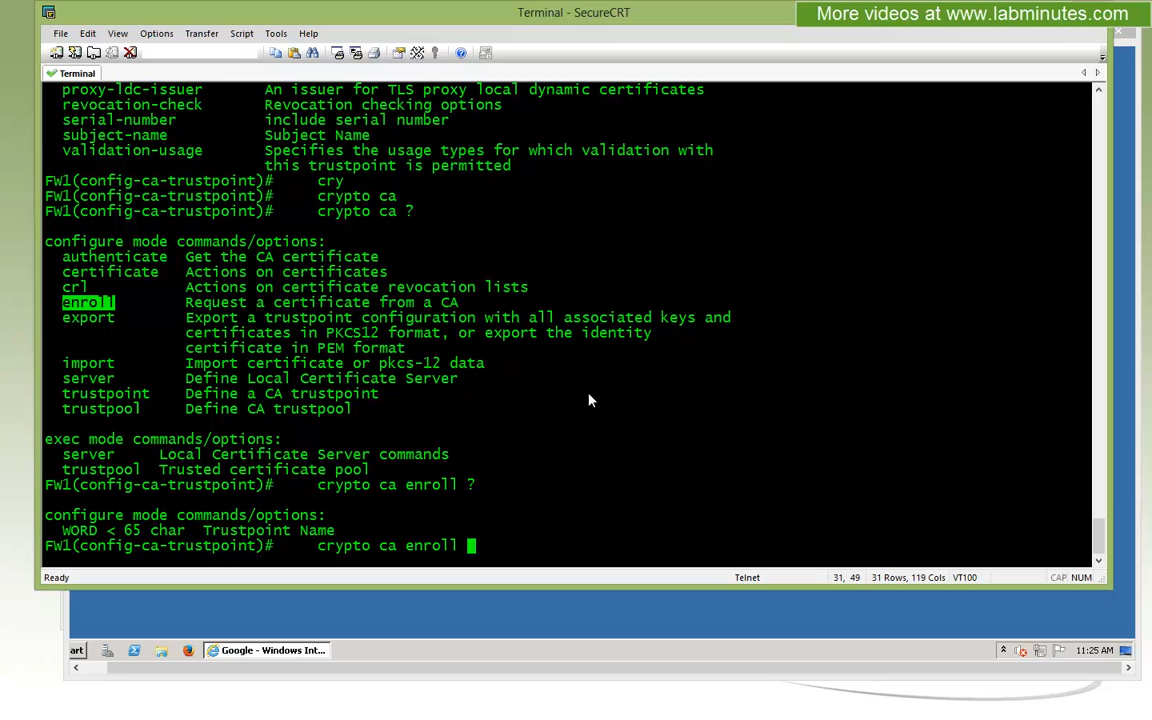 Terminal - SecureCRT
More videos at www.labminutes.com
File Edit View Options Transfer Script Tools Help
Terminal
proxy-ldc-issuer An issuer for TLS proxy local dynamic certificates
revocation-check Revocation checking options
serial-number include serial number
subject-name Subject Name
validation-usage Specifies the usage types for which validation with
this trustpoint is permitted
FW1(config-ca-trustpoint)# cry
FW1(config-ca-trustpoint)# crypto ca
FW1(config-ca-trustpoint)# crypto ca ?
configure mode commands/options:
authenticate Get the CA certificate
certificate Actions on certificates
crl Actions on certificate revocation lists
enroll Request a certificate from a CA
export Export a trustpoint configuration with all associated keys and
certificates in PKCS12 format, or export the identity
certificate in PEM format
import Import certificate or pkcs-12 data
server Define Local Certificate Server
trustpoint Define a CA trustpoint
trustpool Define CA trustpool
exec mode commands/options:
server Local Certificate Server commands
trustpool Trusted certificate pool
FW1(config-ca-trustpoint)# crypto ca enroll ?
configure mode commands/options:
WORD < 65 char Trustpoint Name
FW1(config-ca-trustpoint)# crypto ca enroll
Ready Telnet 31, 49 31 Rows, 119 Cols VT100 CAP NUM
art Google - Windows Int... 11:25 AM